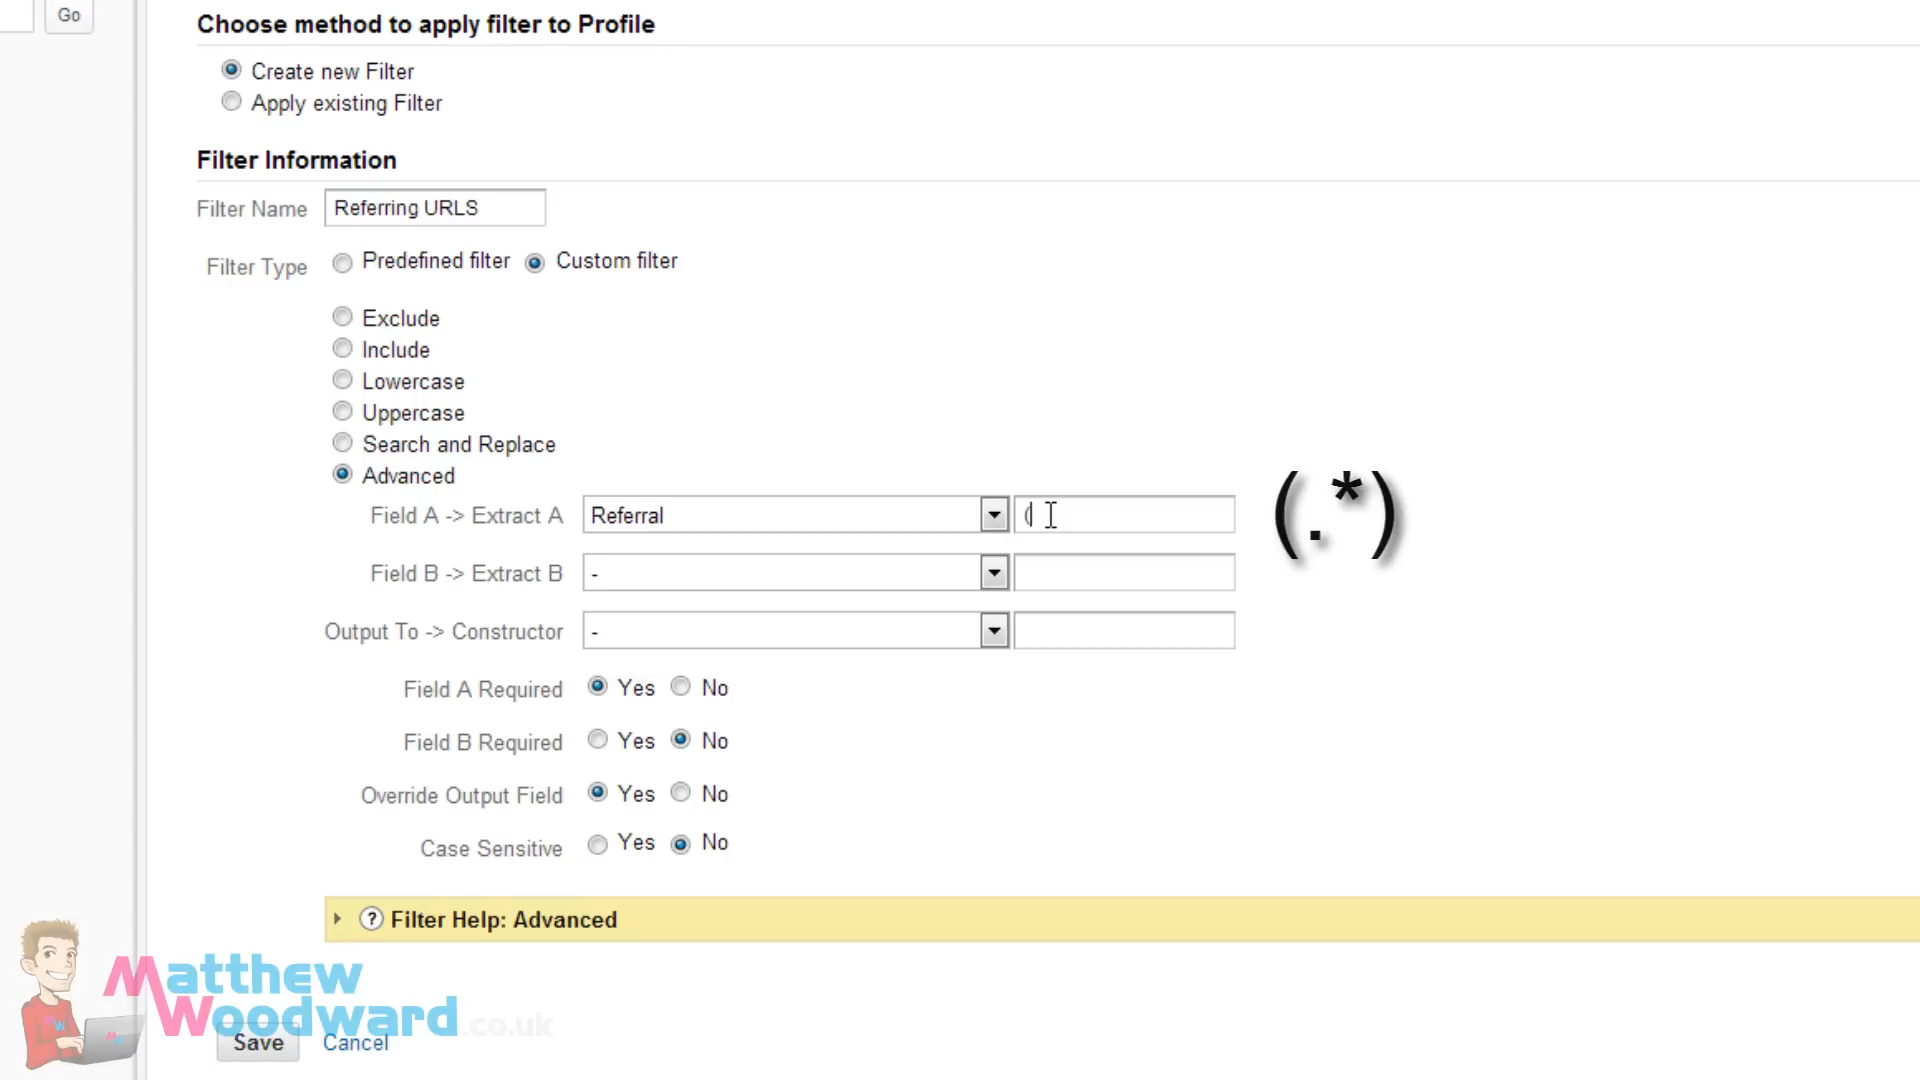 Go
Choose method to apply filter to Profile
Create new Filter
Apply existing Filter
Filter Information
Filter Name Referring URLS
Filter Type Predefined filter Custom filter
Exclude
Include
Lowercase
Uppercase
Search and Replace
Advanced
Field A -> Extract A Referral ( (.*)
Field B -> Extract B -
Output To -> Constructor -
Field A Required Yes No
Field B Required Yes No
Override Output Field Yes No
Case Sensitive Yes No
? Filter Help: Advanced
Matthew
Woodward.co.uk
Save Cancel